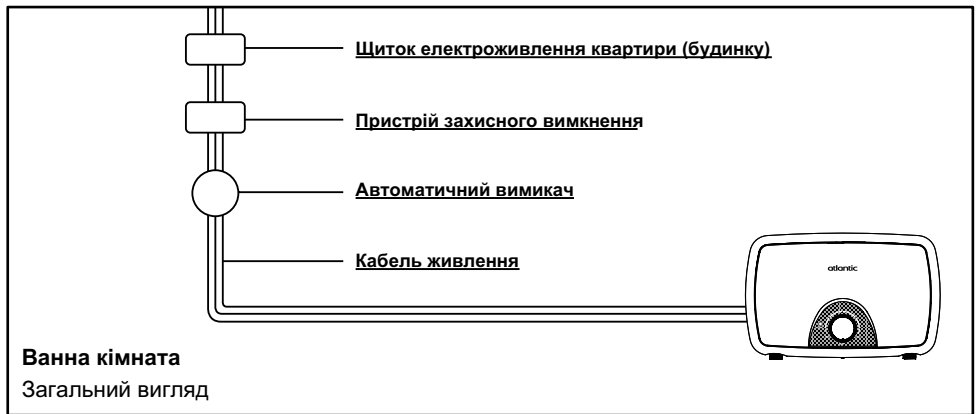 Щиток електроживлення квартири (будинку)
Пристрій захисного вимкнення
Автоматичний вимикач
Кабель живлення
atlantic
Ванна кімната
Загальний вигляд